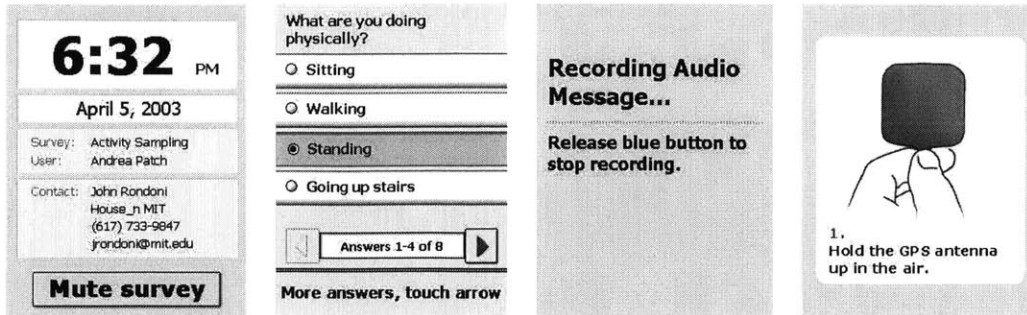 6:32 PM
April 5, 2003
Survey: Activity Sampling
User: Andrea Patch
Contact: John Rondoni
House_n MIT
(617) 733-9847
jrondoni@mit.edu
Mute survey
What are you doing
physically?
Sitting
Walking
Standing
Going up stairs
Answers 1-4 of 8
More answers, touch arrow
Recording Audio
Message...
Release blue button to
stop recording.
1.
Hold the GPS antenna
up in the air.